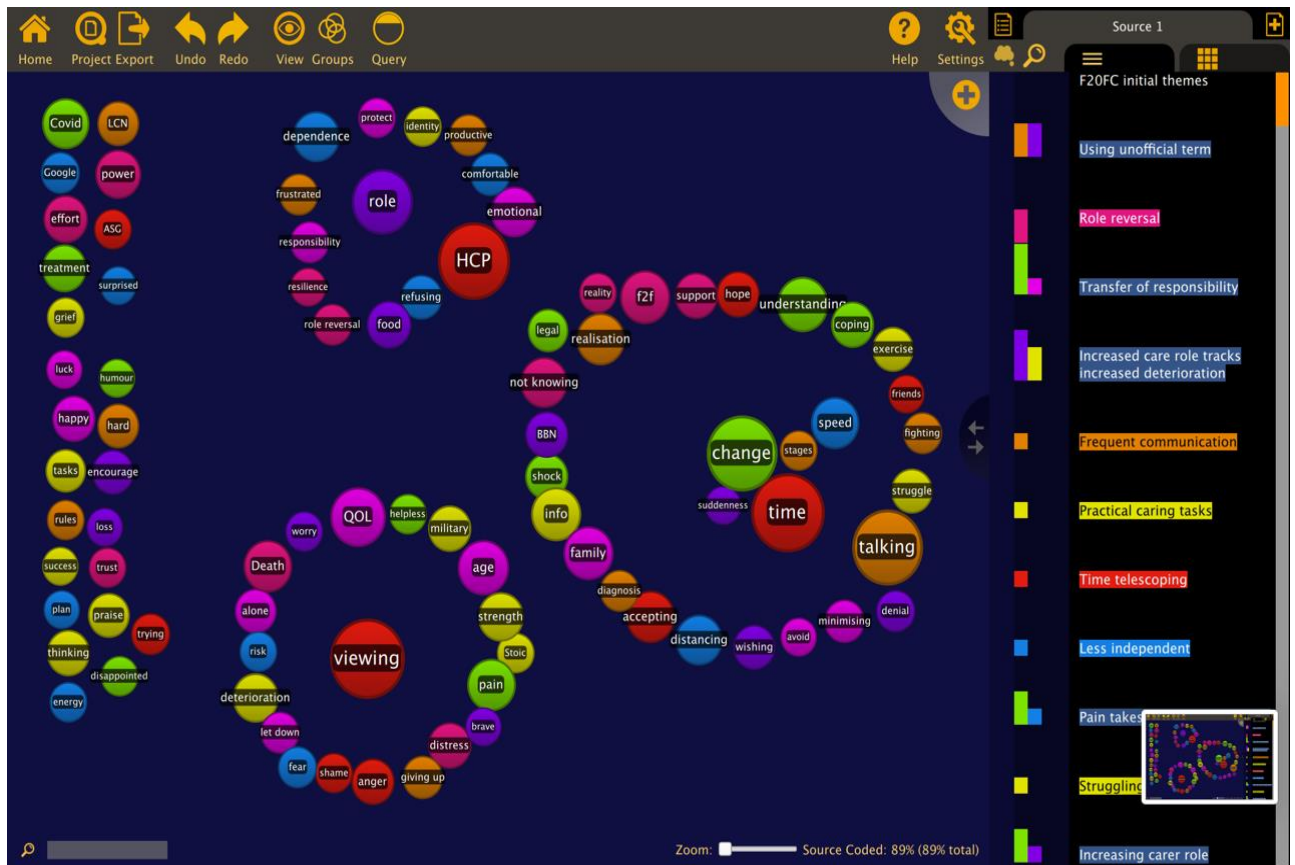 Home
Project
Export
Undo
Redo
View
Groups
Query
Help
Settings
Source 1
Covid
LCN
Google
power
effort
ASG
treatment
surprised
grief
luck
humour
happy
hard
tasks
encourage
rules
loss
success
trust
plan
praise
trying
thinking
disappointed
energy
protect
identity
productive
dependence
comfortable
frustrated
role
emotional
responsibility
HCP
resilience
refusing
role reversal
food
reality
f2f
support
hope
understanding
coping
legal
realisation
exercise
not knowing
friends
BBN
fighting
shock
struggle
info
talking
family
diagnosis
accepting
denial
minimising
distancing
wishing
avoid
change
speed
stages
suddenness
time
QOL
helpless
military
worry
Death
age
alone
strength
risk
Stoic
viewing
deterioration
pain
let down
brave
distress
fear
shame
anger
giving up
Zoom:
Source Coded: 89% (89% total)
F20FC initial themes
Using unofficial term
Role reversal
Transfer of responsibility
Increased care role tracks
increased deterioration
Frequent communication
Practical caring tasks
Time telescoping
Less independent
Pain takes
Struggling
Increasing carer role